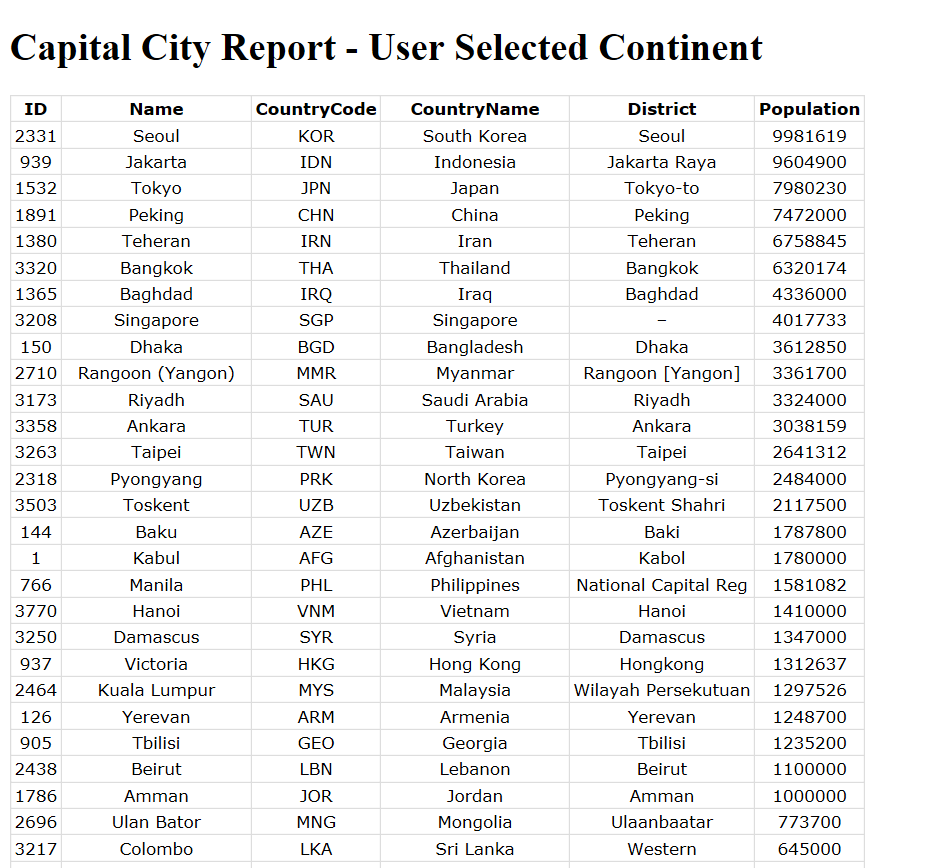 Capital City Report - User Selected Continent
ID Name CountryCode CountryName District Population
2331 Seoul KOR South Korea Seoul 9981619
939 Jakarta IDN Indonesia Jakarta Raya 9604900
1532 Tokyo JPN Japan Tokyo-to 7980230
1891 Peking CHN China Peking 7472000
1380 Teheran IRN Iran Teheran 6758845
3320 Bangkok THA Thailand Bangkok 6320174
1365 Baghdad IRQ Iraq Baghdad 4336000
3208 Singapore SGP Singapore – 4017733
150 Dhaka BGD Bangladesh Dhaka 3612850
2710 Rangoon (Yangon) MMR Myanmar Rangoon [Yangon] 3361700
3173 Riyadh SAU Saudi Arabia Riyadh 3324000
3358 Ankara TUR Turkey Ankara 3038159
3263 Taipei TWN Taiwan Taipei 2641312
2318 Pyongyang PRK North Korea Pyongyang-si 2484000
3503 Toskent UZB Uzbekistan Toskent Shahri 2117500
144 Baku AZE Azerbaijan Baki 1787800
1 Kabul AFG Afghanistan Kabol 1780000
766 Manila PHL Philippines National Capital Reg 1581082
3770 Hanoi VNM Vietnam Hanoi 1410000
3250 Damascus SYR Syria Damascus 1347000
937 Victoria HKG Hong Kong Hongkong 1312637
2464 Kuala Lumpur MYS Malaysia Wilayah Persekutuan 1297526
126 Yerevan ARM Armenia Yerevan 1248700
905 Tbilisi GEO Georgia Tbilisi 1235200
2438 Beirut LBN Lebanon Beirut 1100000
1786 Amman JOR Jordan Amman 1000000
2696 Ulan Bator MNG Mongolia Ulaanbaatar 773700
3217 Colombo LKA Sri Lanka Western 645000